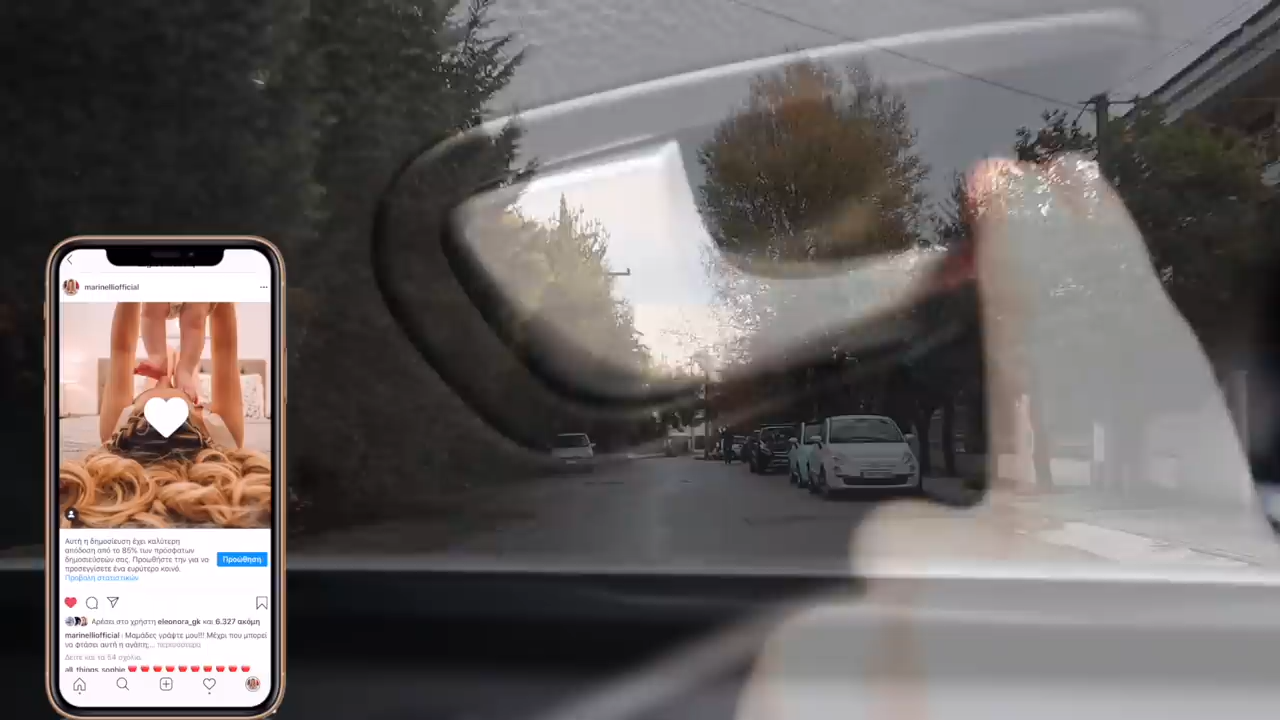 marinelliofficial
Αυτή η δημοσίευση έχει καλύτερη
απόδοση από το 85% των πρόσφατων
δημοσιεύσεών σας. Προωθήστε την για να
προσεγγίσετε ένα ευρύτερο κοινό.
Προώθηση
Προβολή στατιστικών
Αρέσει στο χρήστη eleonora_gk και 6.327 ακόμη
marinelliofficial : Μαμάδες γράψτε μου!!! Μέχρι που μπορεί
να φτάσει αυτή η αγάπη;... περισσότερα
Δείτε και τα 54 σχόλια
all_things_sophie